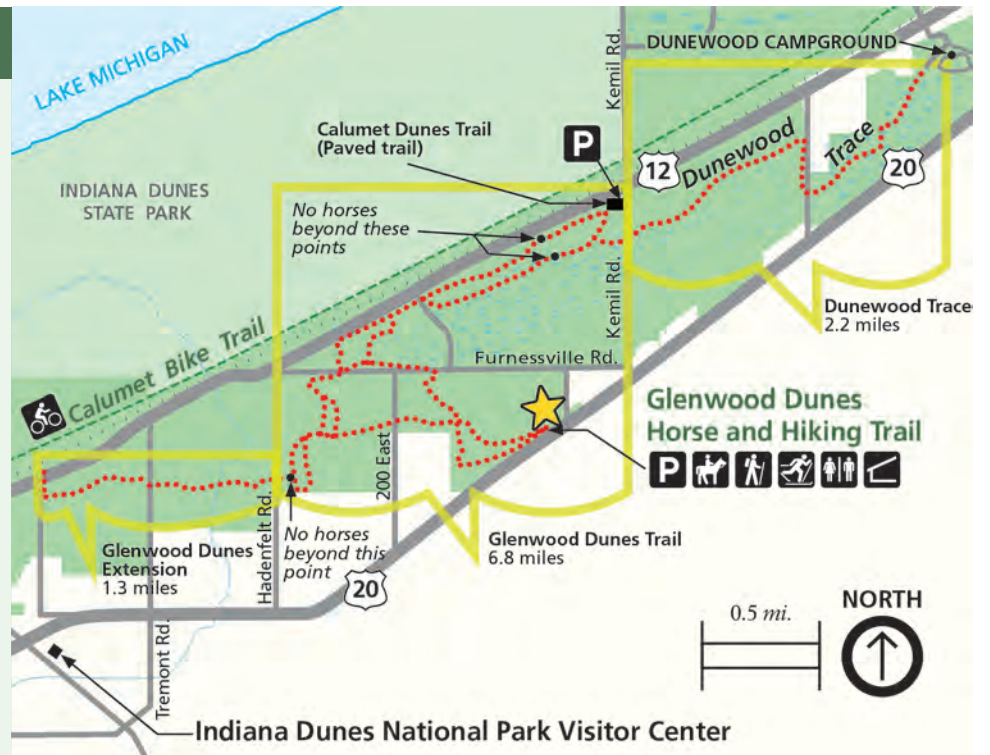 LAKE MICHIGAN
DUNEWOOD CAMPGROUND
Kemil Rd.
Calumet Dunes Trail
(Paved trail)
P
12
Dunewood
Trace
20
INDIANA DUNES
STATE PARK
No horses
beyond these
points
Kemil Rd.
Dunewood Trace
2.2 miles
Calumet Bike Trail
Furnessville Rd.
Glenwood Dunes
Horse and Hiking Trail
P
200 East
Hadenfelt Rd.
Glenwood Dunes
Extension
1.3 miles
No horses
beyond this
point
Glenwood Dunes Trail
6.8 miles
20
0.5 mi.
NORTH
Tremont Rd.
Indiana Dunes National Park Visitor Center